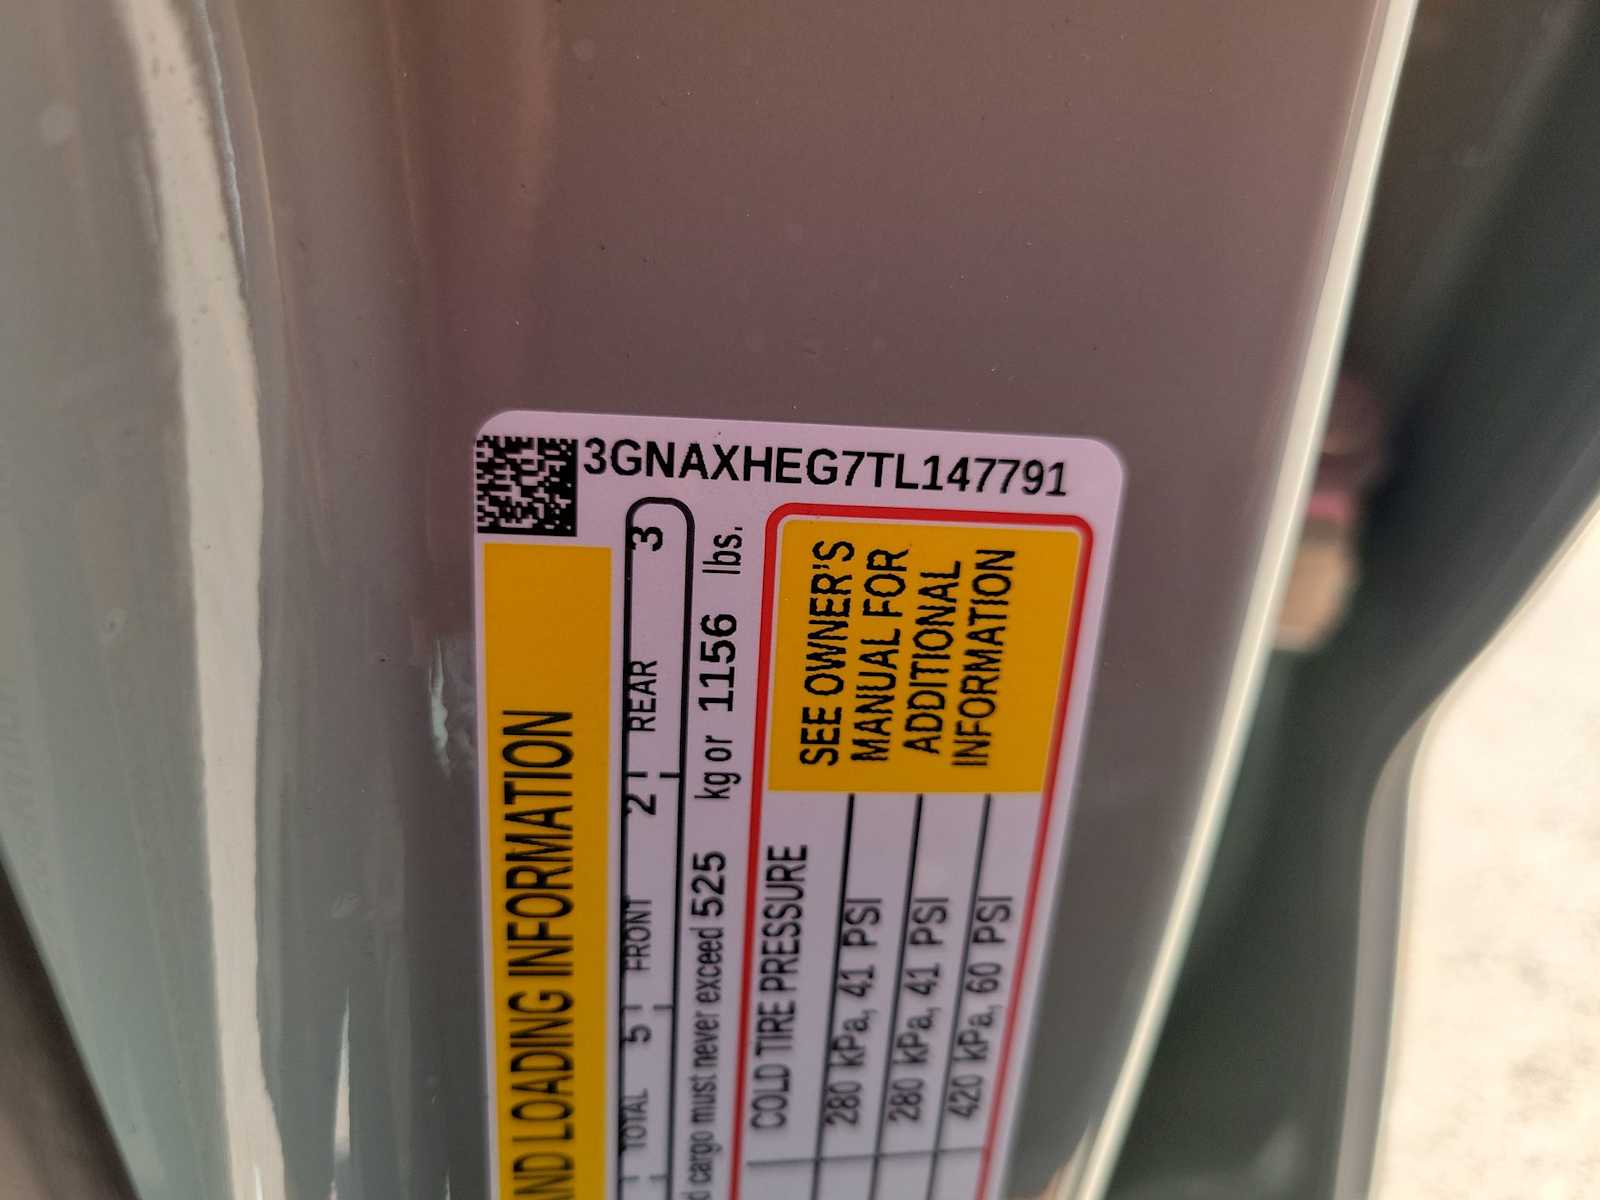 3GNAXHEG7TL147791
AND LOADING INFORMATION
TOTAL 5 FRONT 2 REAR 3
cargo must never exceed 525 kg or 1156 lbs.
COLD TIRE PRESSURE
280 kPa, 41 PSI
280 kPa, 41 PSI
420 kPa, 60 PSI
SEE OWNER'S
MANUAL FOR
ADDITIONAL
INFORMATION